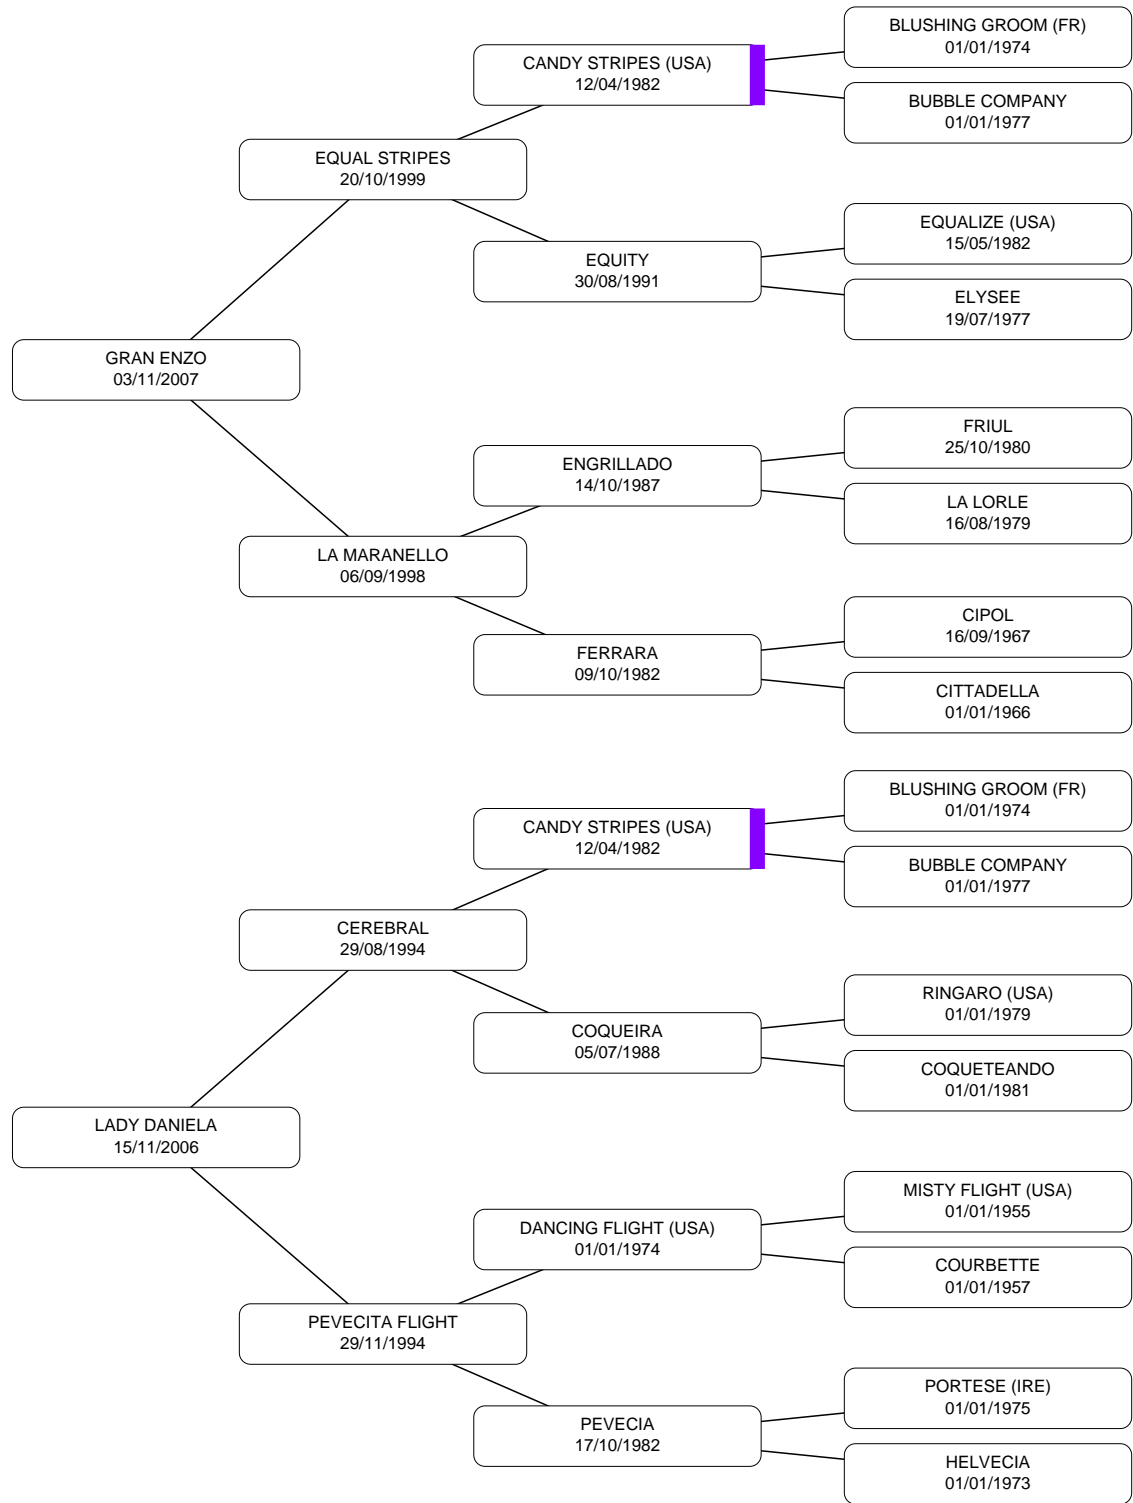 BLUSHING GROOM (FR)
01/01/1974
CANDY STRIPES (USA)
12/04/1982
BUBBLE COMPANY
01/01/1977
EQUAL STRIPES
20/10/1999
EQUALIZE (USA)
15/05/1982
EQUITY
30/08/1991
ELYSEE
19/07/1977
GRAN ENZO
03/11/2007
FRIUL
25/10/1980
ENGRILLADO
14/10/1987
LA LORLE
16/08/1979
LA MARANELLO
06/09/1998
CIPOL
16/09/1967
FERRARA
09/10/1982
CITTADELLA
01/01/1966
BLUSHING GROOM (FR)
01/01/1974
CANDY STRIPES (USA)
12/04/1982
BUBBLE COMPANY
01/01/1977
CEREBRAL
29/08/1994
RINGARO (USA)
01/01/1979
COQUEIRA
05/07/1988
COQUETEANDO
01/01/1981
LADY DANIELA
15/11/2006
MISTY FLIGHT (USA)
01/01/1955
DANCING FLIGHT (USA)
01/01/1974
COURBETTE
01/01/1957
PEVECITA FLIGHT
29/11/1994
PORTESE (IRE)
01/01/1975
PEVECIA
17/10/1982
HELVECIA
01/01/1973